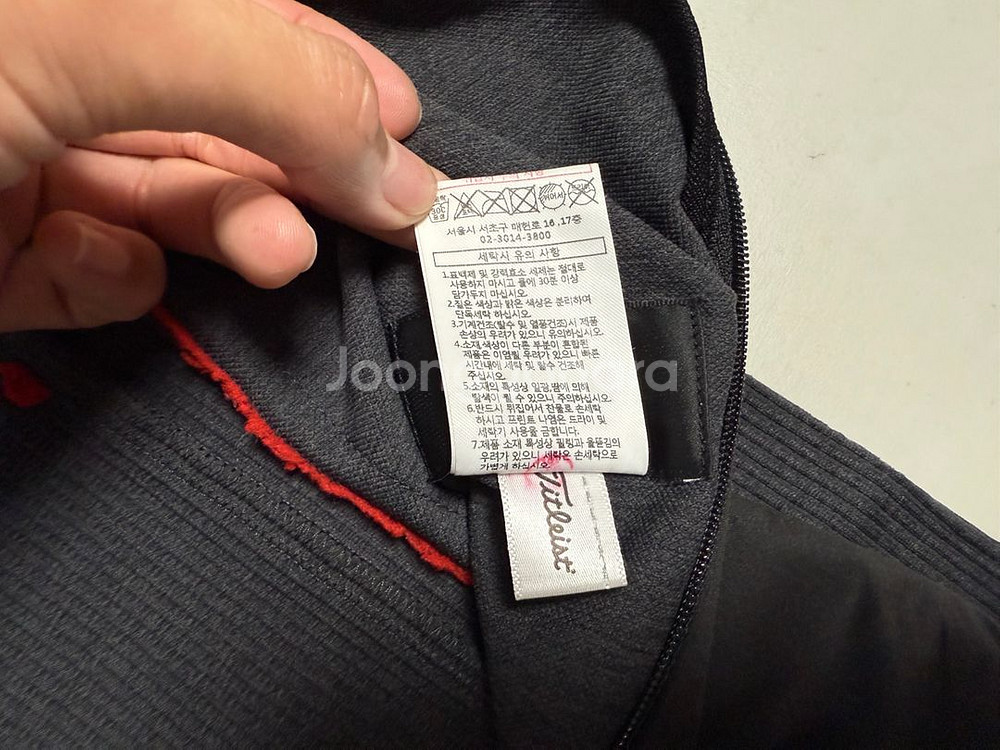 30℃
중성
서울시 서초구 매헌로 16,17층
02-3014-3800
세탁시 유의 사항
1.표백제 및 강력효소 세제는 절대로
사용하지 마시고 물에 30분 이상
담가두지 마십시오.
2.짙은 색상과 맑은 색상은 분리하여
단독세탁 하십시오.
3.기계건조(탈수 및 열풍건조)시 제품
손상의 우려가 있으니 유의하십시오.
4.소재,색상이 다른 부분이 혼합된
제품은 이염될 우려가 있으니 빠른
시간내에 세탁 및 탈수 건조해
주십시오.
5.소재의 특성상 일광,땀에 의해
탈색이 될 수 있으니 주의하십시오.
6.반드시 뒤집어서 찬물로 손세탁
하시고 프린트 나염은 드라이 및
세탁기 사용을 금합니다.
7.제품 소재 특성상 필링과 올뜯김의
우려가 있으니 세탁은 손세탁으로
가볍게 하십시오.
Titleist